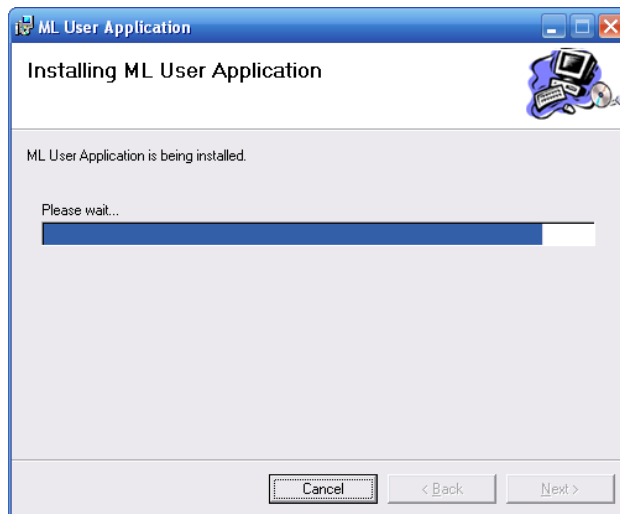 ML User Application
Installing ML User Application
ML User Application is being installed.
Please wait...
Cancel
< Back
Next >